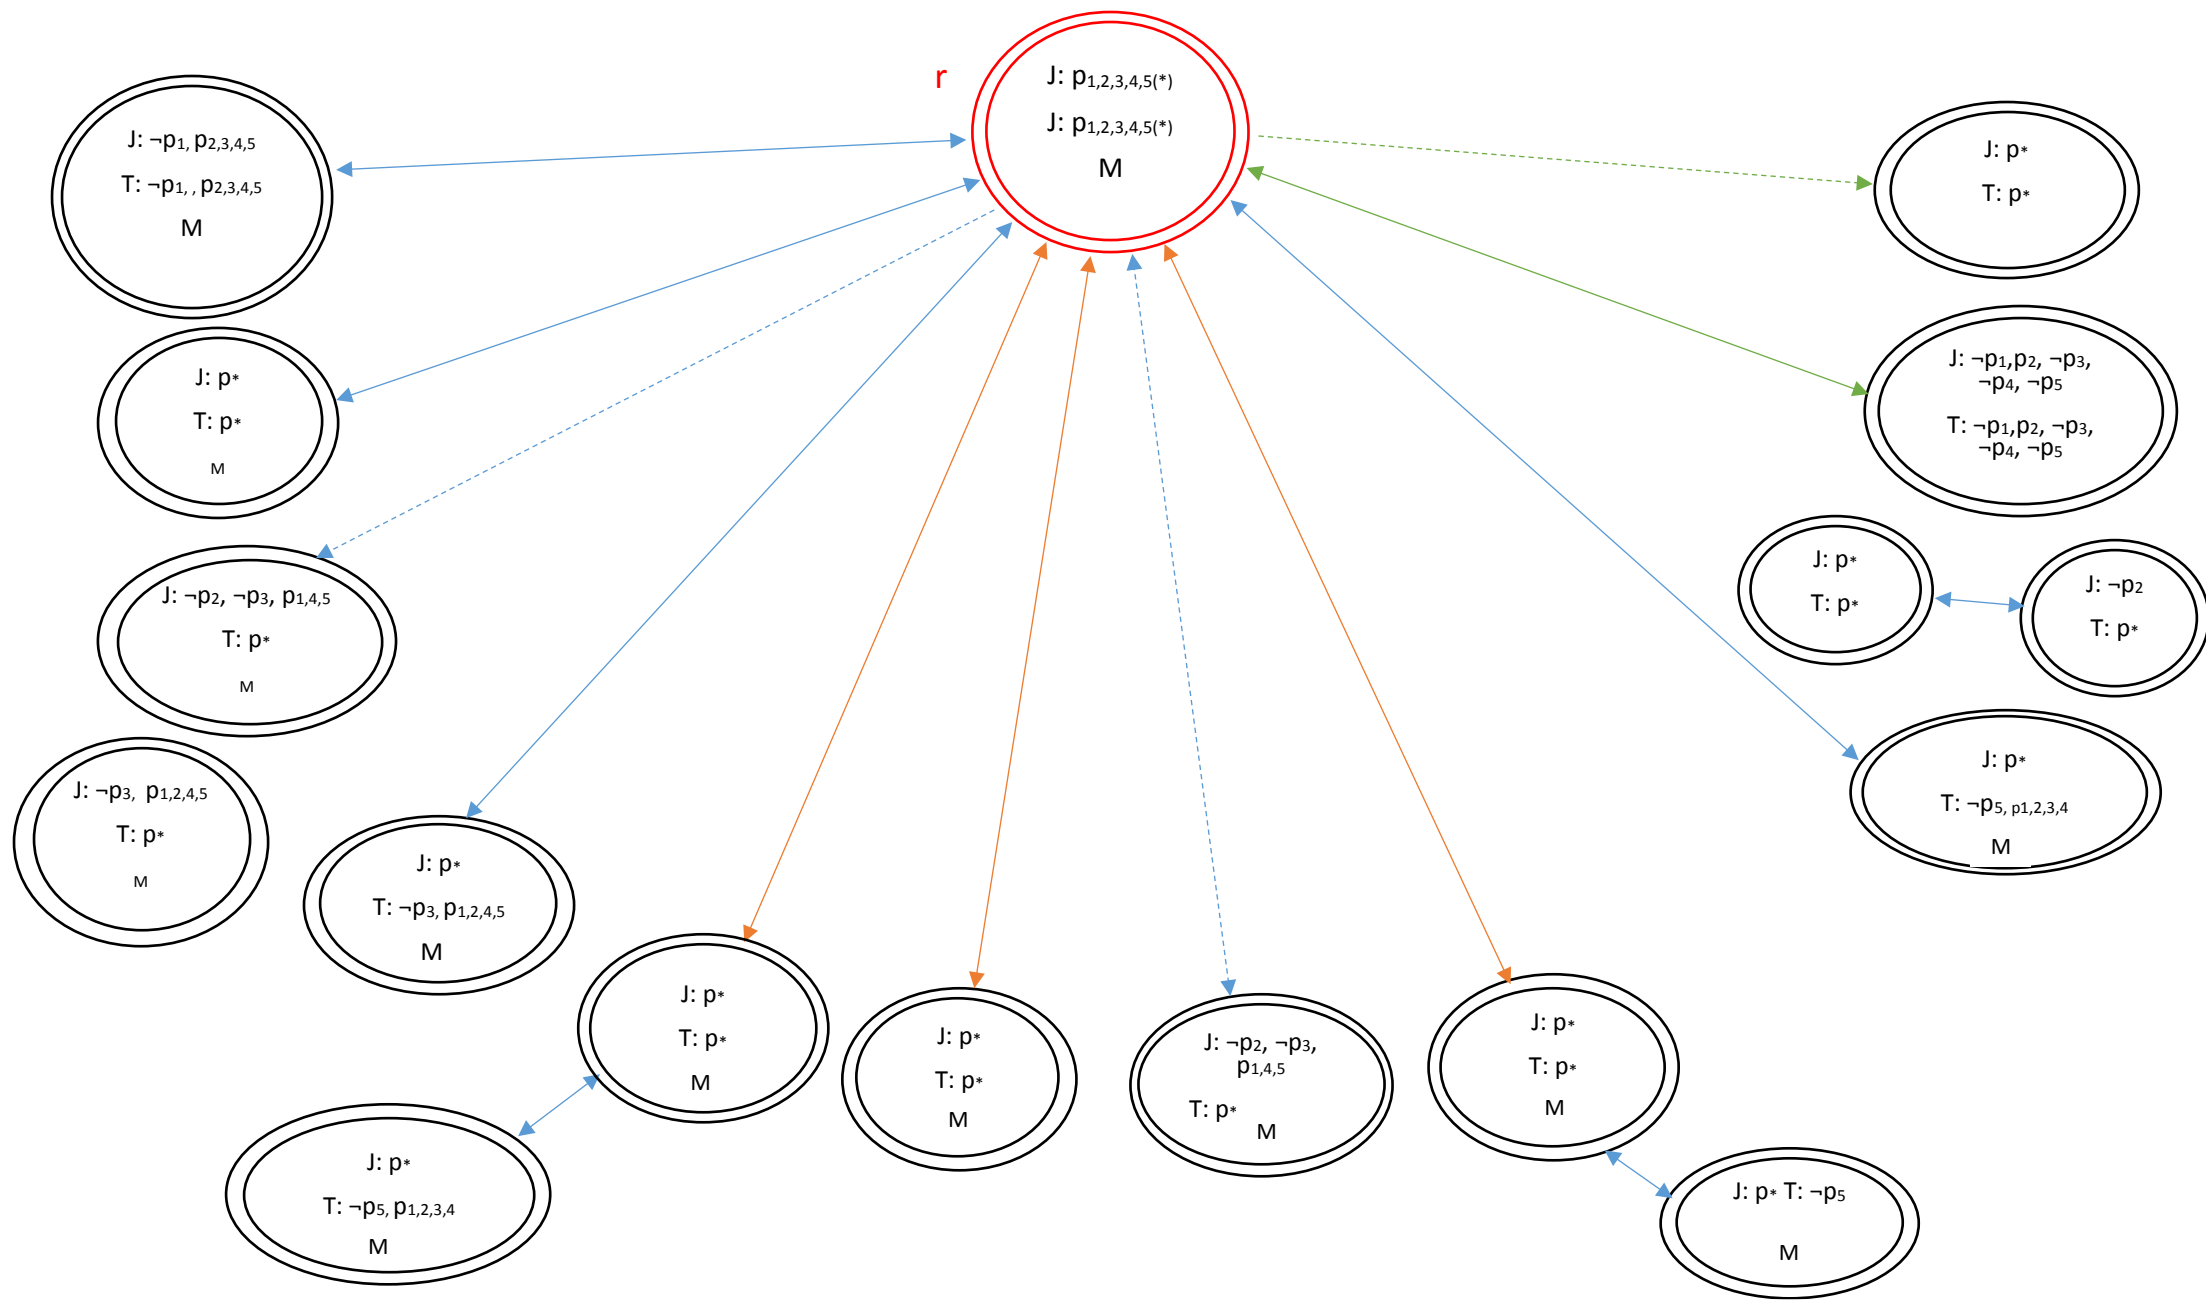 r
J: p1,2,3,4,5(*)
J: p1,2,3,4,5(*)
M
J: ¬p1, p2,3,4,5
T: ¬p1, , p2,3,4,5
M
J: p*
T: p*
M
J: ¬p2, ¬p3, p1,4,5
T: p*
M
J: ¬p3, p1,2,4,5
T: p*
M
J: p*
T: ¬p3, p1,2,4,5
M
J: p*
T: p*
M
J: p*
T: ¬p5, p1,2,3,4
M
J: p*
T: p*
M
J: ¬p2, ¬p3,
p1,4,5
T: p*
M
J: p*
T: p*
M
J: p* T: ¬p5
M
J: p*
T: p*
J: ¬p1,p2, ¬p3,
¬p4, ¬p5
T: ¬p1,p2, ¬p3,
¬p4, ¬p5
J: p*
T: p*
J: ¬p2
T: p*
J: p*
T: ¬p5, p1,2,3,4
M